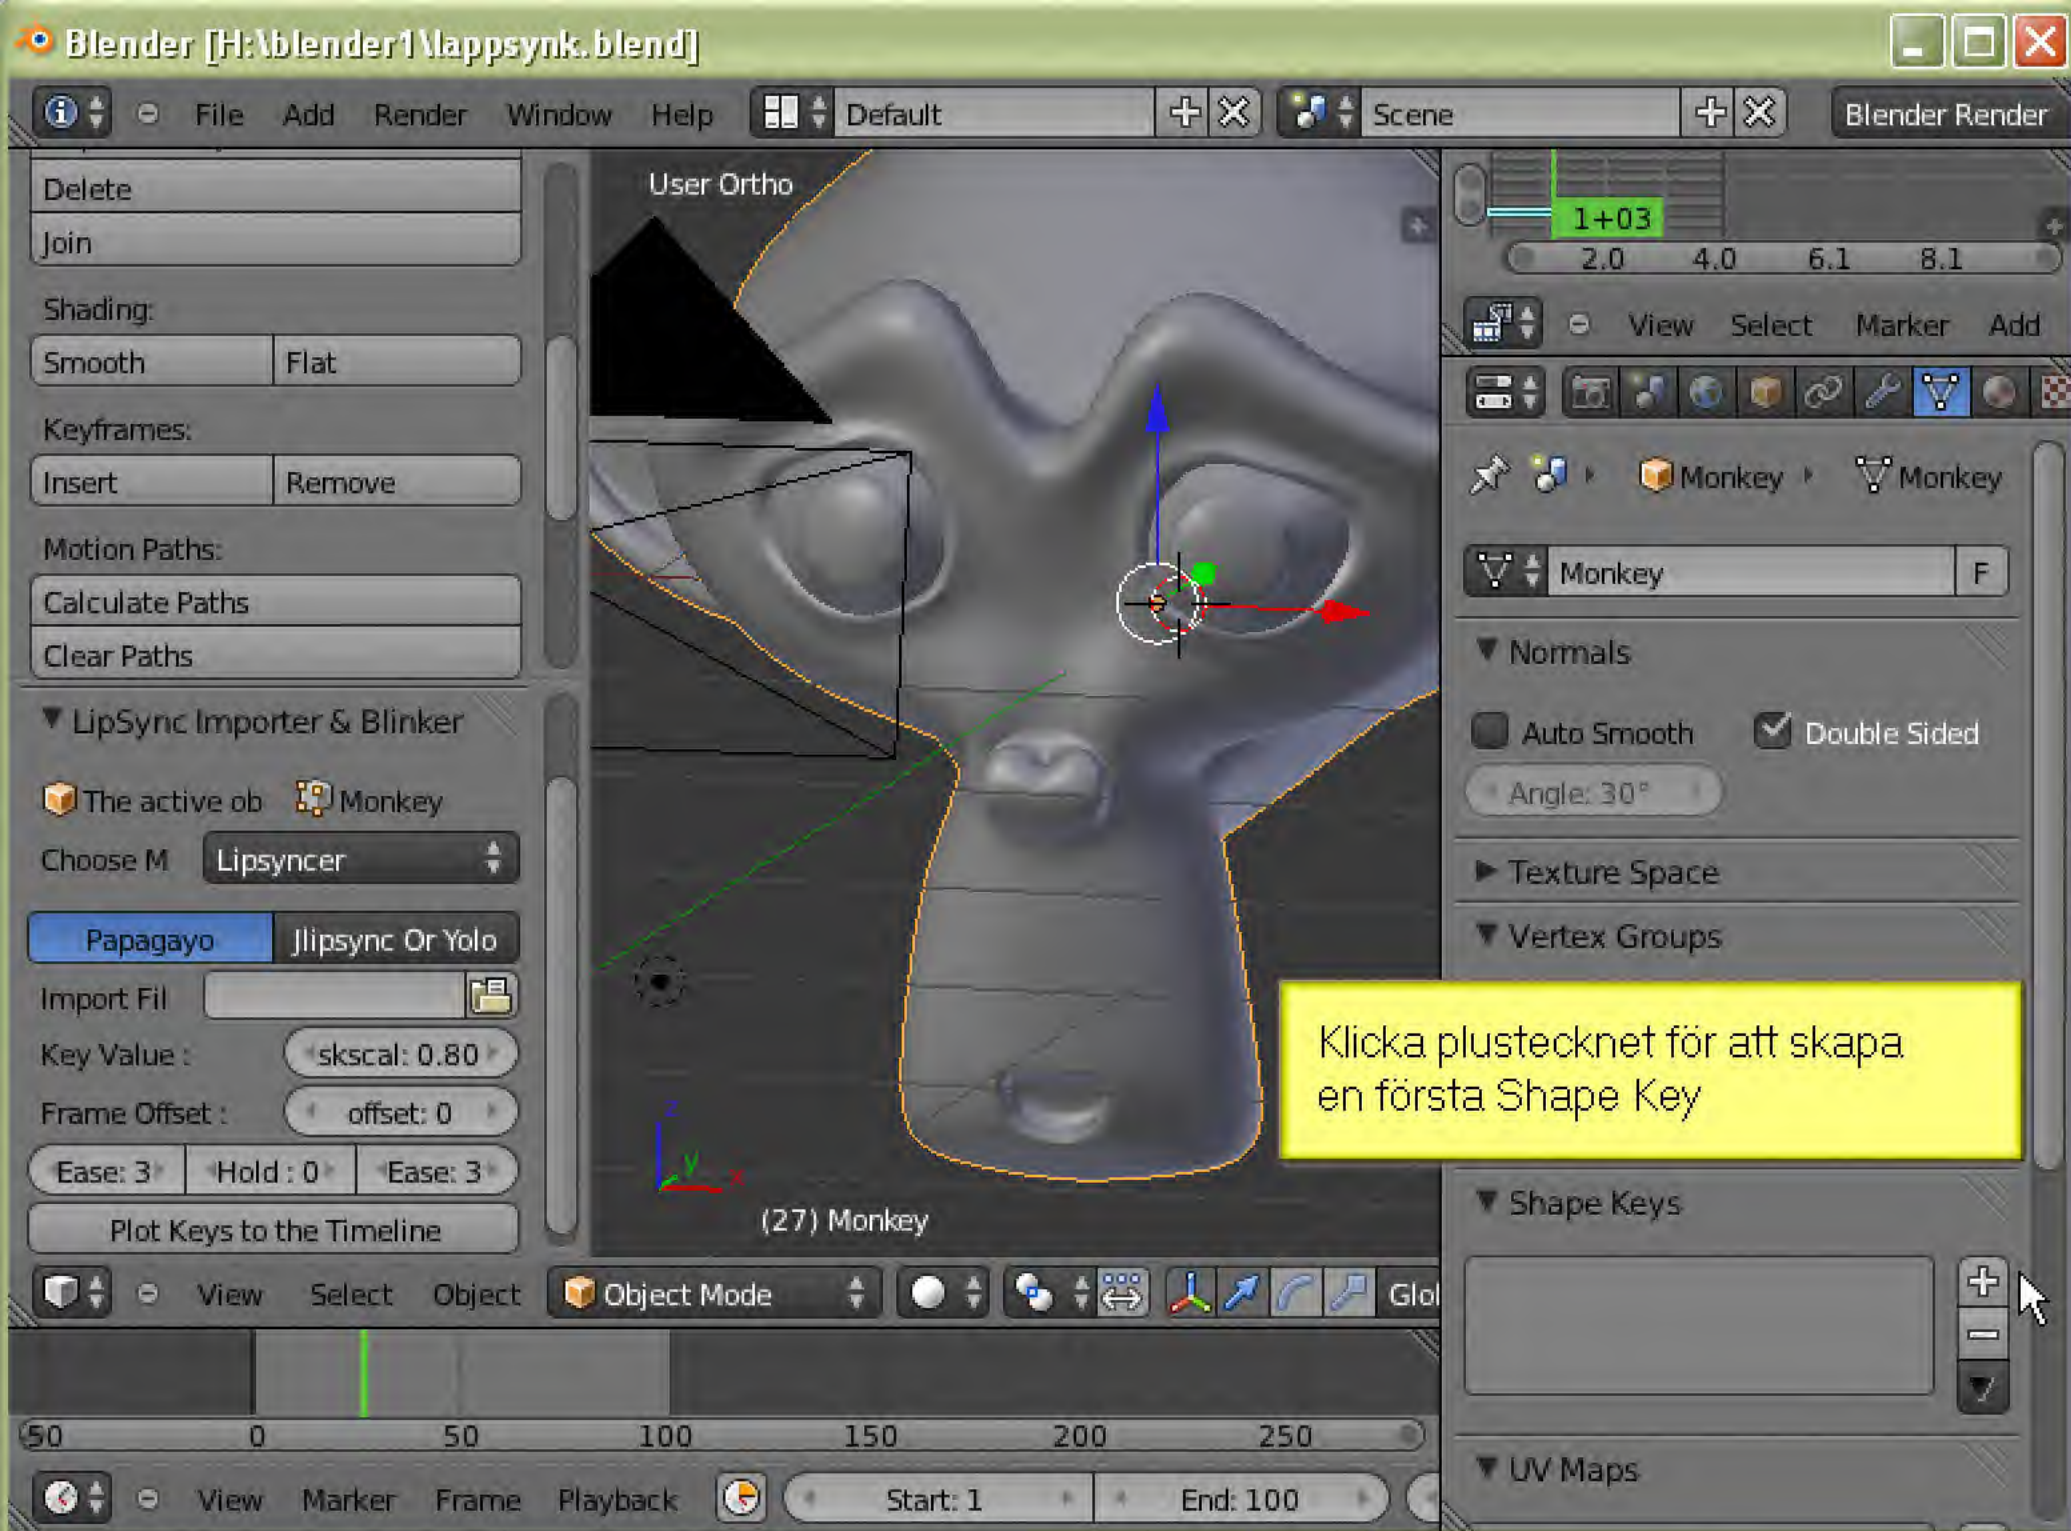 Blender [H:\blender1\lappsynk.blend]
File Add Render Window Help Default Scene Blender Render
Delete
Join
Shading:
Smooth Flat
Keyframes:
Insert Remove
Motion Paths:
Calculate Paths
Clear Paths
LipSync Importer & Blinker
The active ob Monkey
Choose M Lipsyncer
Papagayo Jlipsync Or Yolo
Import Fil
Key Value : skscal: 0.80
Frame Offset : offset: 0
Ease: 3 Hold : 0 Ease: 3
Plot Keys to the Timeline
User Ortho
z
y
x
(27) Monkey
View Select Object Object Mode Glol
50 0 50 100 150 200 250
View Marker Frame Playback Start: 1 End: 100
1+03
2.0 4.0 6.1 8.1
View Select Marker Add
Monkey Monkey
Monkey F
Normals
Auto Smooth Double Sided
Angle: 30°
Texture Space
Vertex Groups
Klicka plustecknet för att skapa
en första Shape Key
Shape Keys
UV Maps